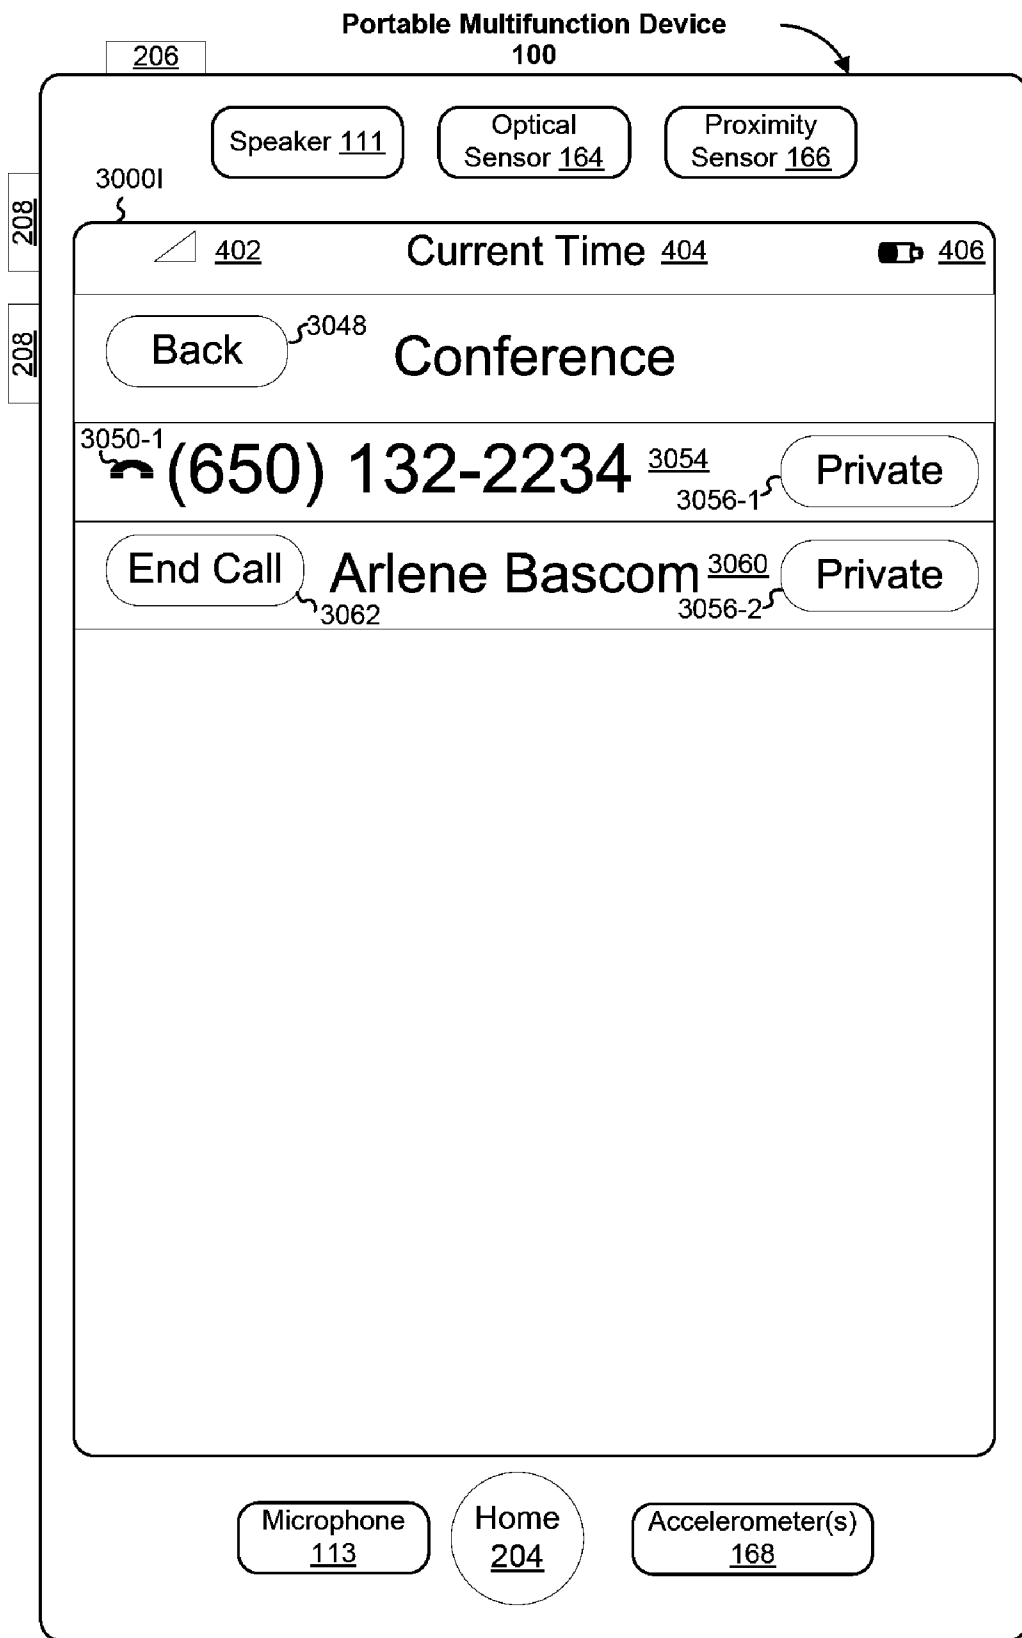 Portable Multifunction Device
100
206
Speaker 111
Optical
Sensor 164
Proximity
Sensor 166
3000I
208
402
Current Time 404
406
208
Back
3048
Conference
3050-1
(650) 132-2234 3054
3056-1
Private
End Call
3062
Arlene Bascom 3060
3056-2
Private
Microphone
113
Home
204
Accelerometer(s)
168